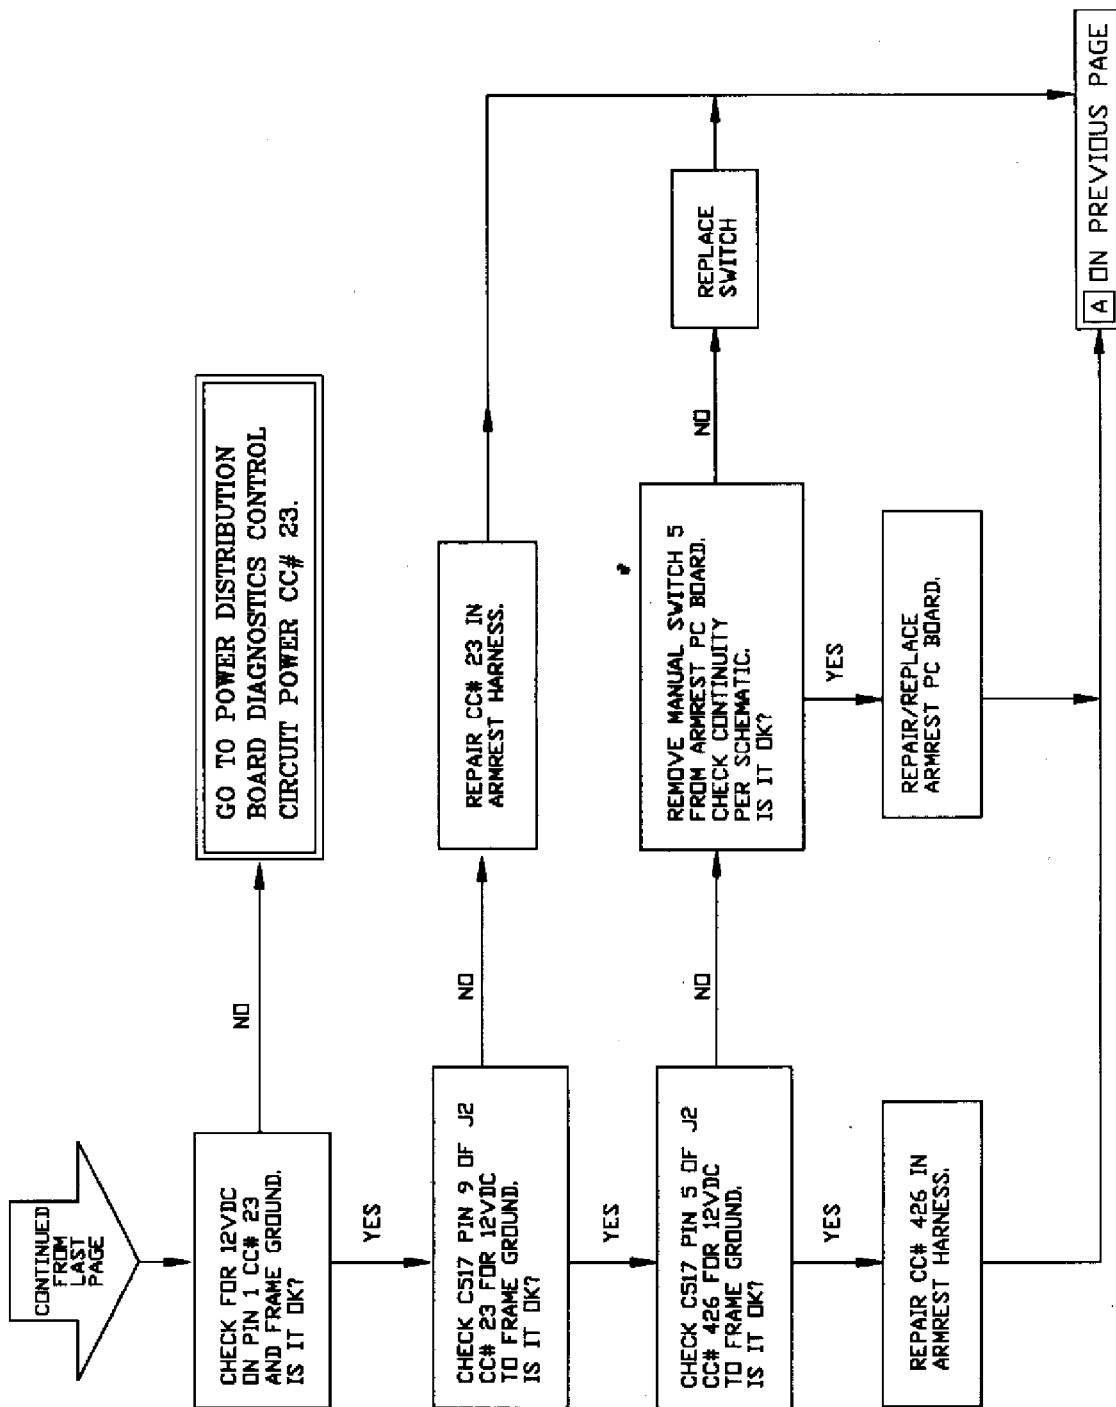 CONTINUED
FROM
LAST
PAGE
CHECK FOR 12VDC
ON PIN 1 CC# 23
AND FRAME GROUND.
IS IT OK?
NO
GO TO POWER DISTRIBUTION
BOARD DIAGNOSTICS CONTROL
CIRCUIT POWER CC# 23.
YES
CHECK C517 PIN 9 OF J2
CC# 23 FOR 12VDC
TO FRAME GROUND.
IS IT OK?
NO
REPAIR CC# 23 IN
ARMREST HARNESS.
YES
CHECK C517 PIN 5 OF J2
CC# 426 FOR 12VDC
TO FRAME GROUND.
IS IT OK?
NO
REMOVE MANUAL SWITCH 5
FROM ARMREST PC BOARD.
CHECK CONTINUITY
PER SCHEMATIC.
IS IT OK?
NO
REPLACE
SWITCH
YES
YES
REPAIR CC# 426 IN
ARMREST HARNESS.
REPAIR/REPLACE
ARMREST PC BOARD.
A ON PREVIOUS PAGE